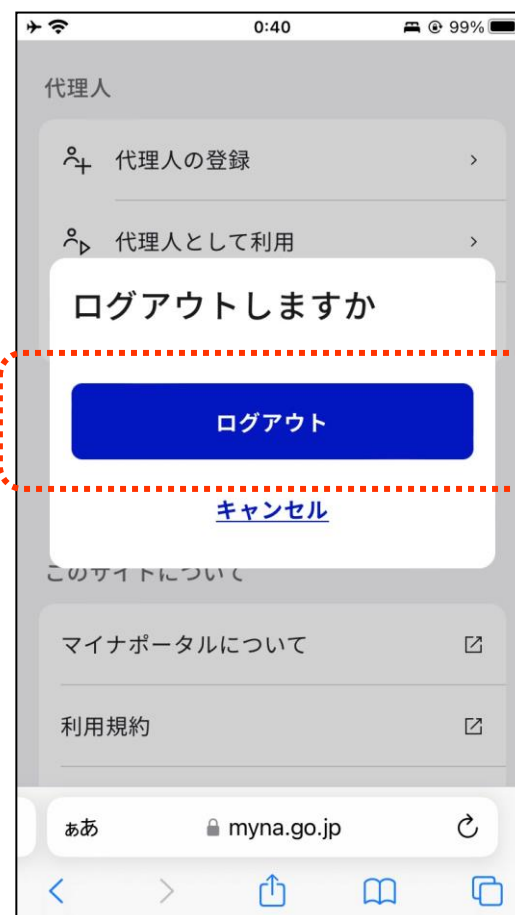 0:40
99%
代理人
代理人の登録
代理人として利用
ログアウトしますか
ログアウト
キャンセル
このサイトについて
マイナポータルについて
利用規約
ぁあ
myna.go.jp